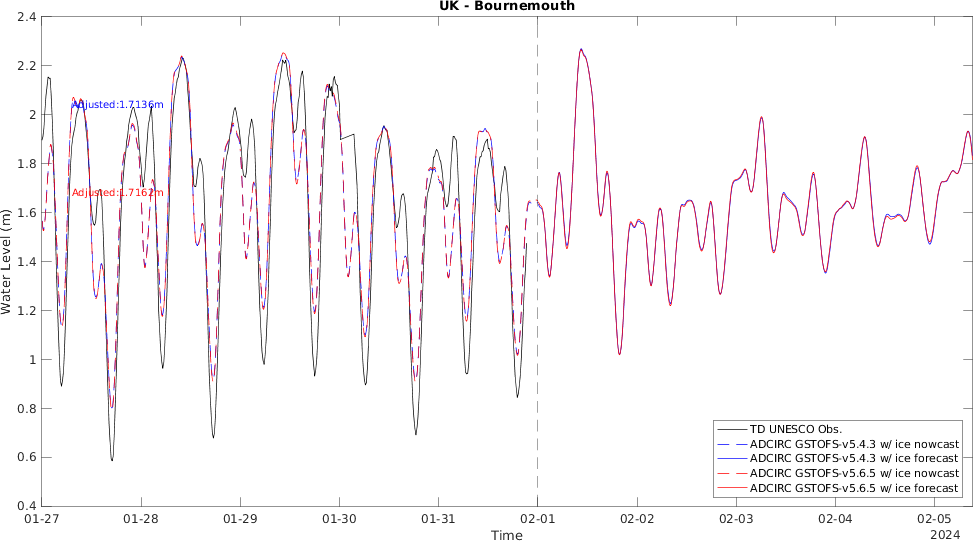 UK - Bournemouth
2.4
2.2
2
1.8
1.6
1.4
1.2
1
0.8
0.6
0.4
Water Level (m)
Adjusted:1.7136m
Adjusted:1.7162m
TD UNESCO Obs.
ADCIRC GSTOFS-v5.4.3 w/ ice nowcast
ADCIRC GSTOFS-v5.4.3 w/ ice forecast
ADCIRC GSTOFS-v5.6.5 w/ ice nowcast
ADCIRC GSTOFS-v5.6.5 w/ ice forecast
01-27 01-28 01-29 01-30 01-31 02-01 02-02 02-03 02-04 02-05
Time
2024